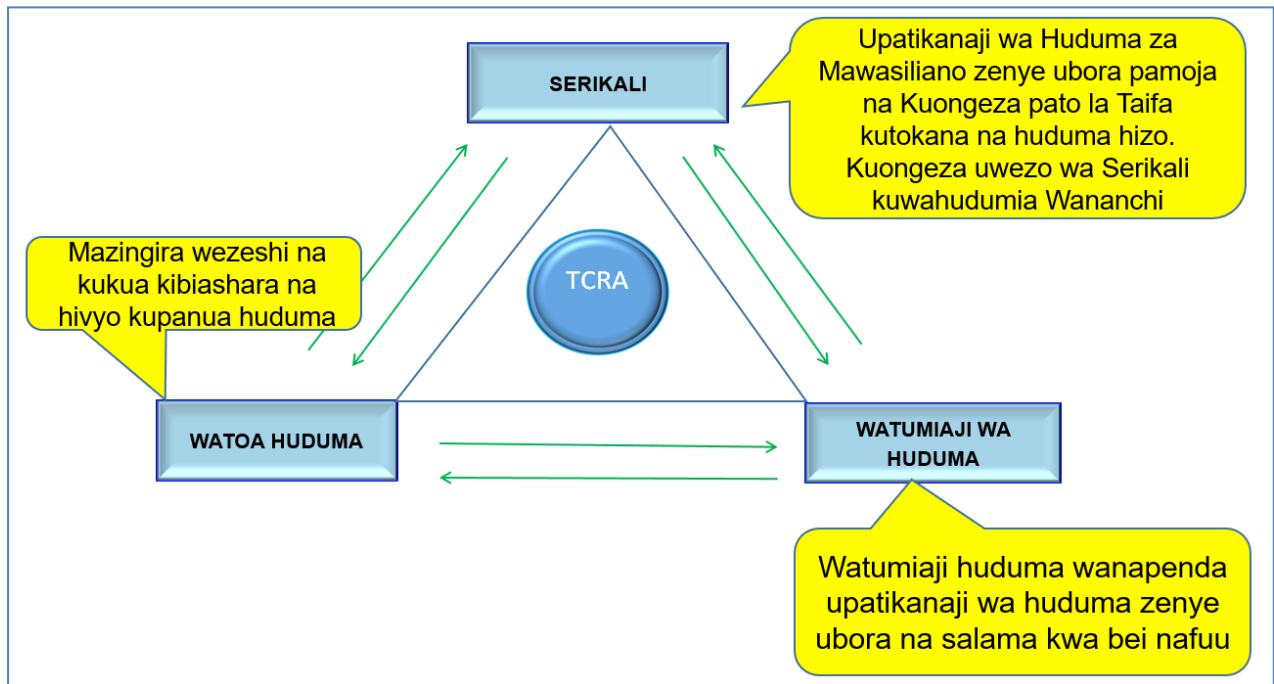 SERIKALI
Upatikanaji wa Huduma za
Mawasiliano zenye ubora pamoja
na Kuongeza pato la Taifa
kutokana na huduma hizo.
Kuongeza uwezo wa Serikali
kuwahudumia Wananchi
Mazingira wezeshi na
kukua kibiashara na
hivyo kupanua huduma
TCRA
WATOA HUDUMA
WATUMIAJI WA
HUDUMA
Watumiaji huduma wanapenda
upatikanaji wa huduma zenye
ubora na salama kwa bei nafuu